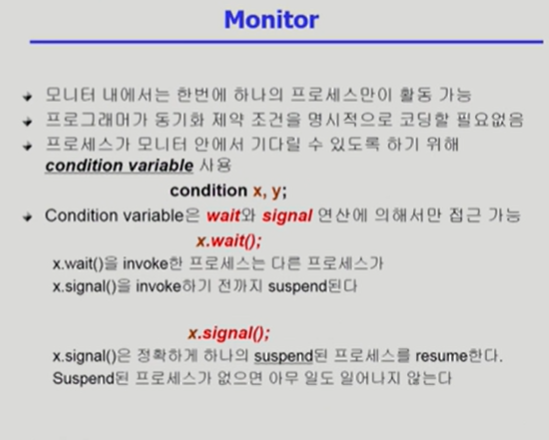 Monitor
모니터 내에서는 한번에 하나의 프로세스만이 활동 가능
프로그래머가 동기화 제약 조건을 명시적으로 코딩할 필요없음
프로세스가 모니터 안에서 기다릴 수 있도록 하기 위해
condition variable 사용
condition x, y;
Condition variable은 wait와 signal 연산에 의해서만 접근 가능
x.wait();
x.wait()을 invoke한 프로세스는 다른 프로세스가
x.signal()을 invoke하기 전까지 suspend된다
x.signal();
x.signal()은 정확하게 하나의 suspend된 프로세스를 resume한다.
Suspend된 프로세스가 없으면 아무 일도 일어나지 않는다